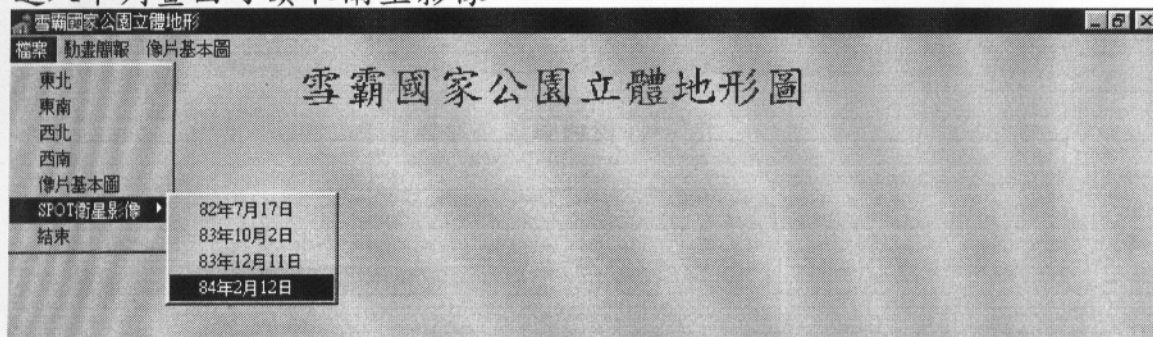 雪霸國家公園立體地形
檔案 動畫簡報 像片基本圖
雪霸國家公園立體地形圖
東北
東南
西北
西南
像片基本圖
SPOT衛星影像
結束
82年7月17日
83年10月2日
83年12月11日
84年2月12日